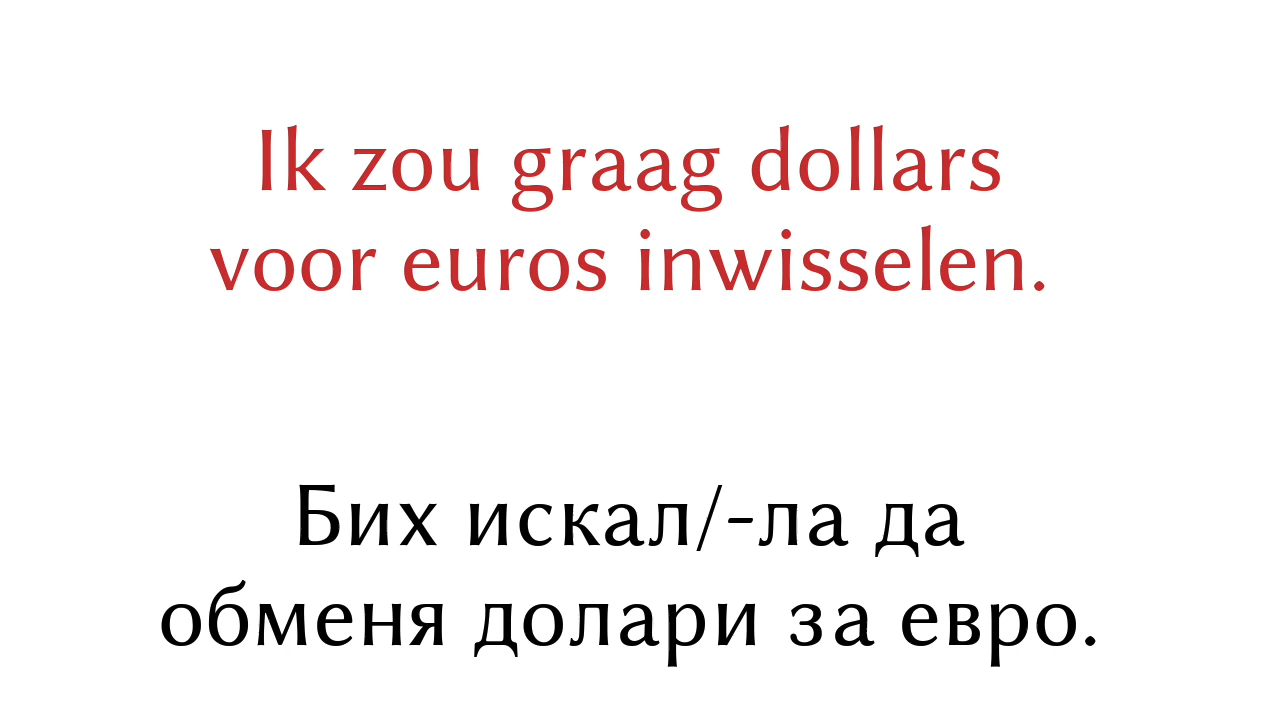 Ik zou graag dollars
voor euros inwisselen.
Бих искал/-ла да
обменя долари за евро.